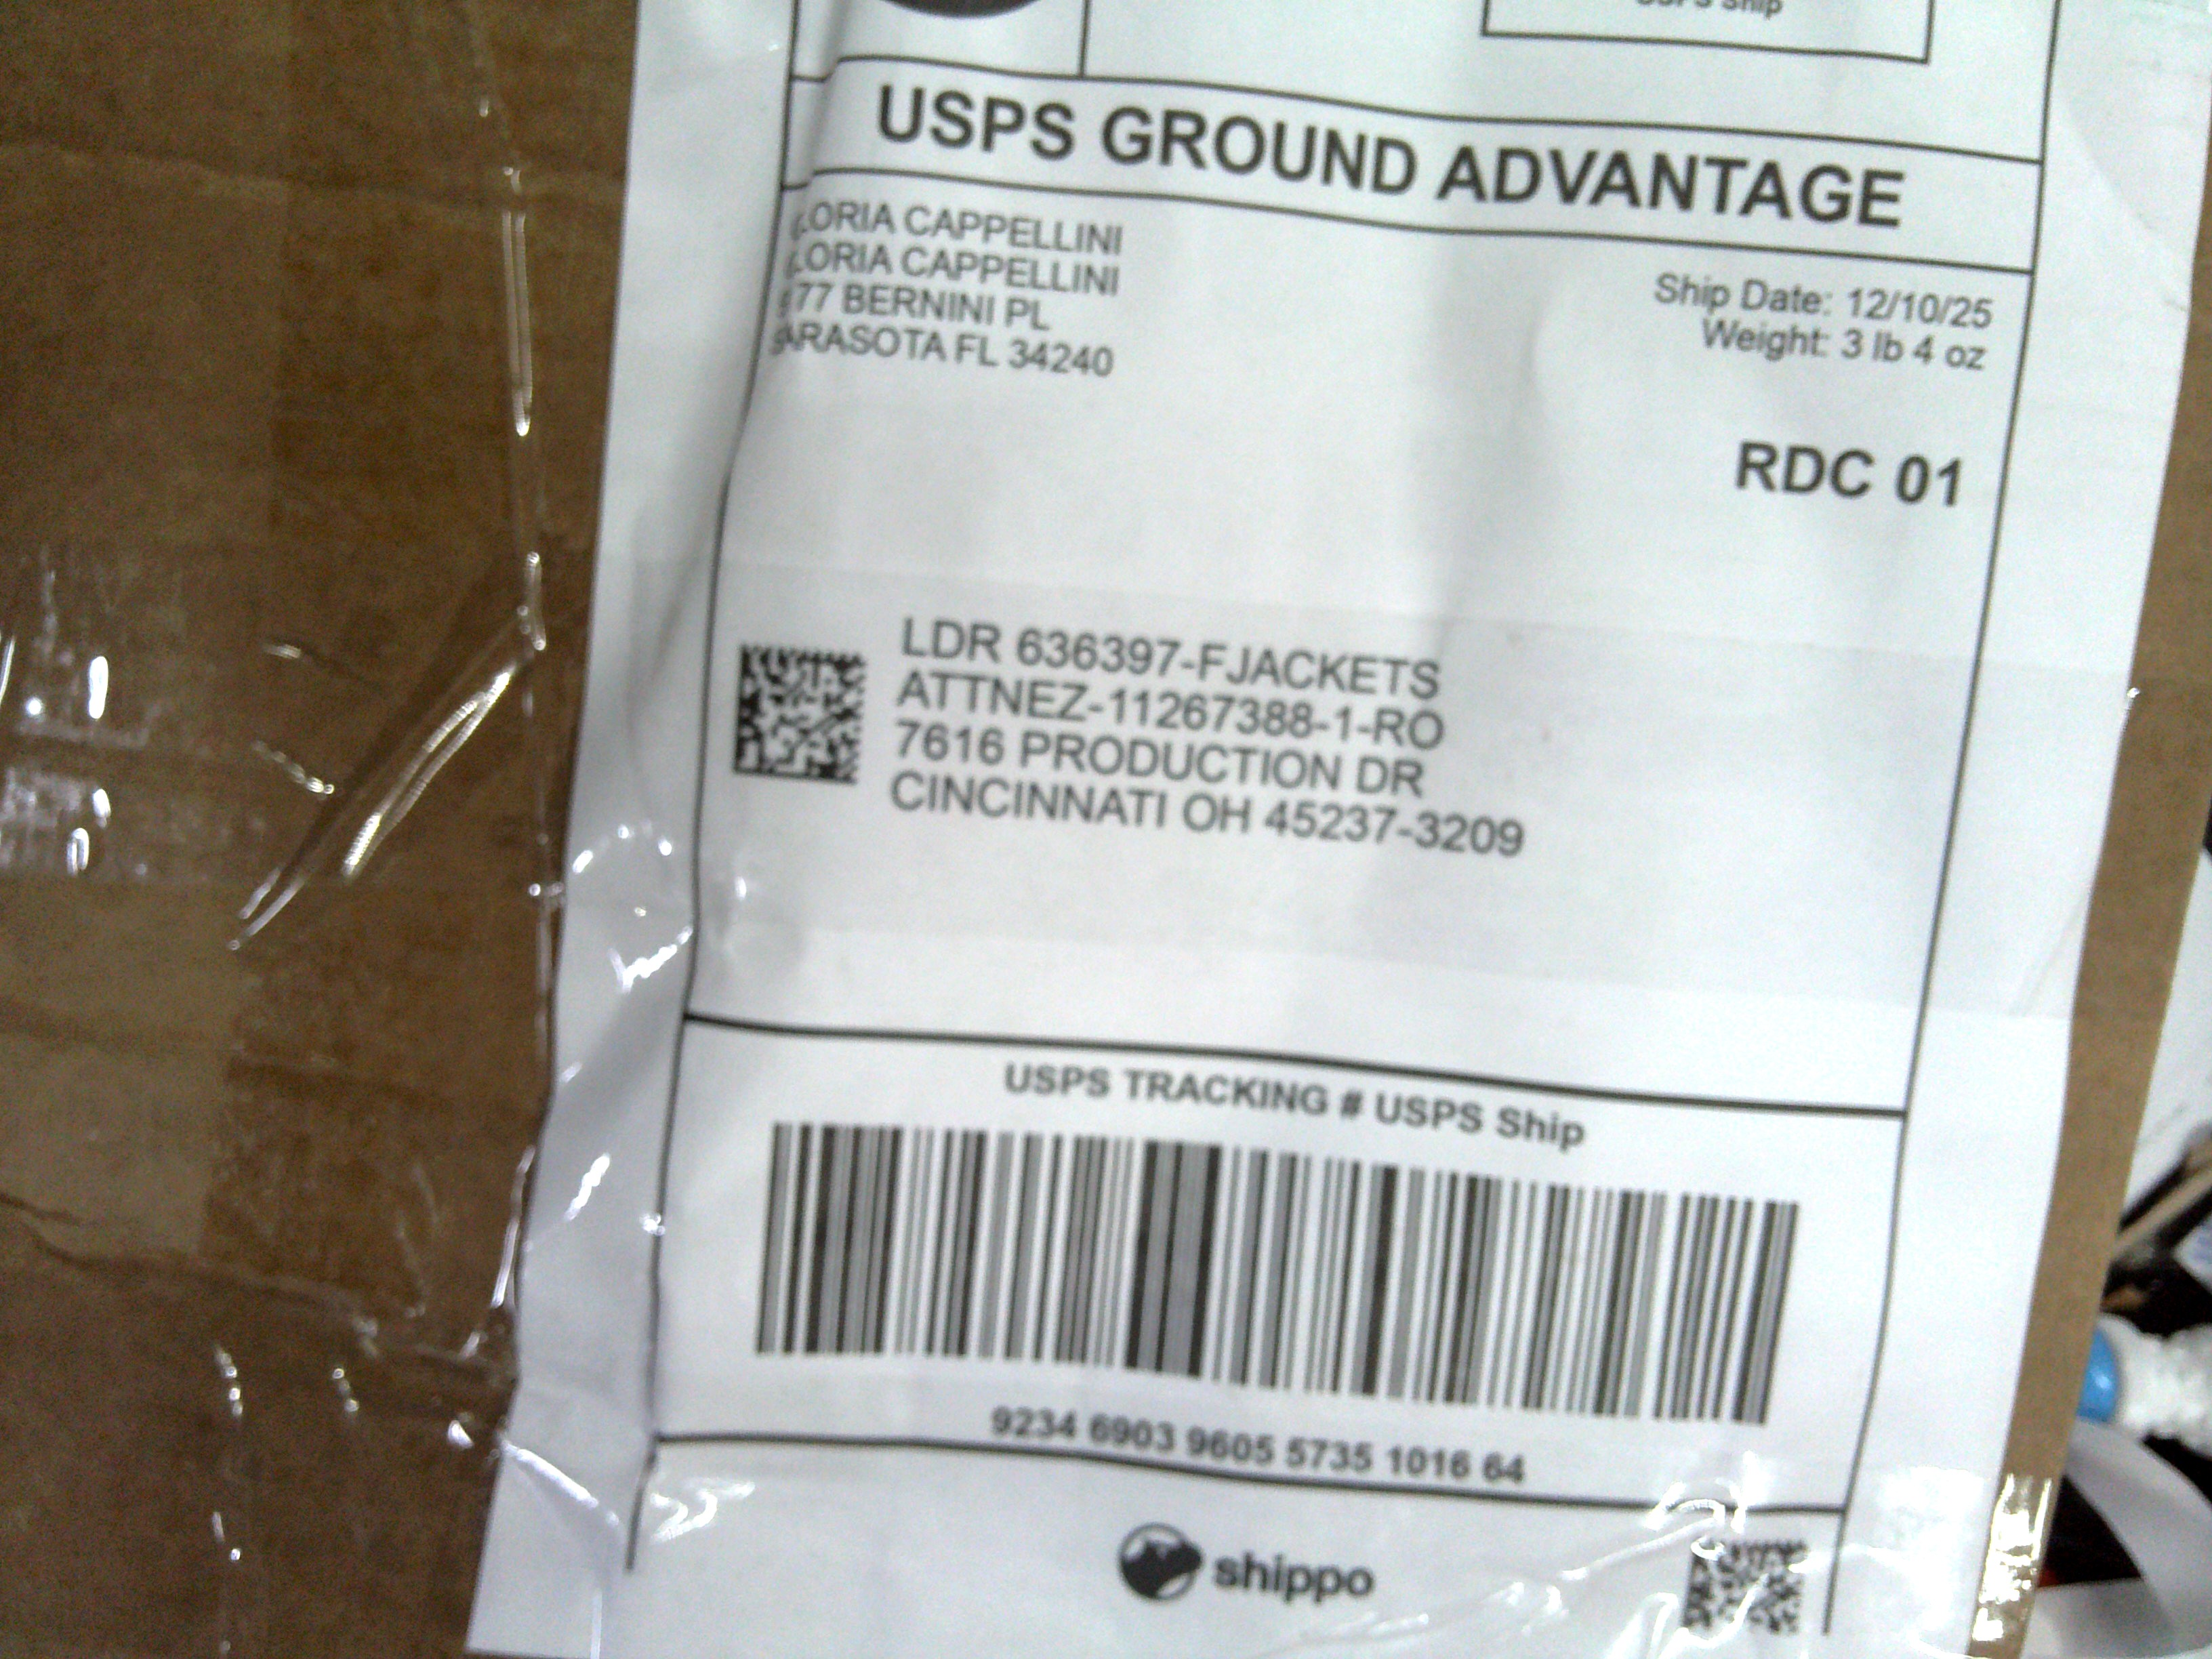 USPS Ship
USPS GROUND ADVANTAGE
LORIA CAPPELLINI
LORIA CAPPELLINI
77 BERNINI PL
SARASOTA FL 34240
Ship Date: 12/10/25
Weight: 3 lb 4 oz
RDC 01
LDR 636397-FJACKETS
ATTNEZ-11267388-1-RO
7616 PRODUCTION DR
CINCINNATI OH 45237-3209
USPS TRACKING # USPS Ship
9234 6903 9605 5735 1016 64
shippo